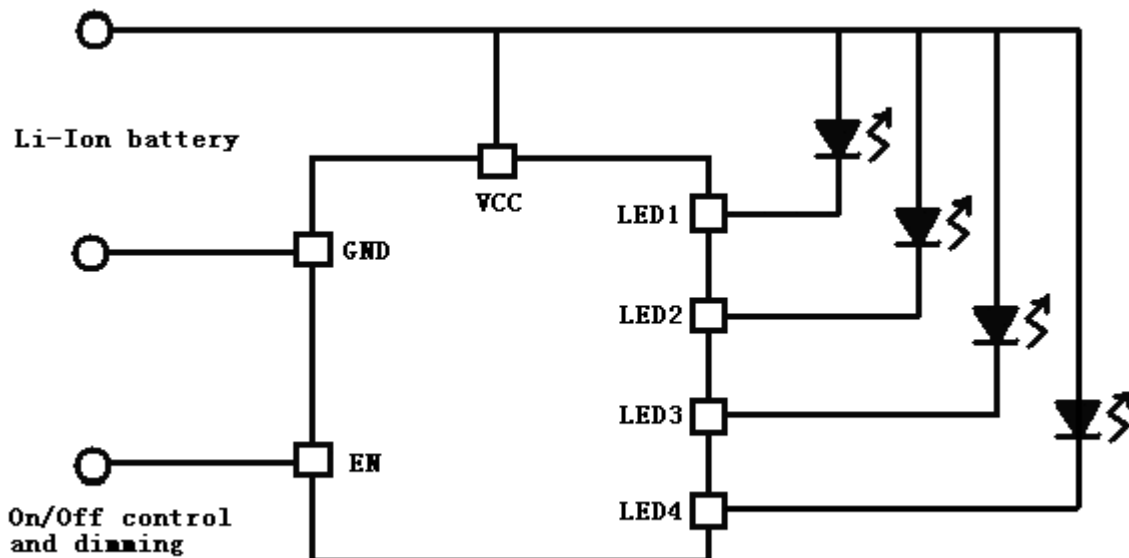 Li-Ion battery
VCC
LED1
GND
LED2
LED3
EN
LED4
On/Off control
and dimming